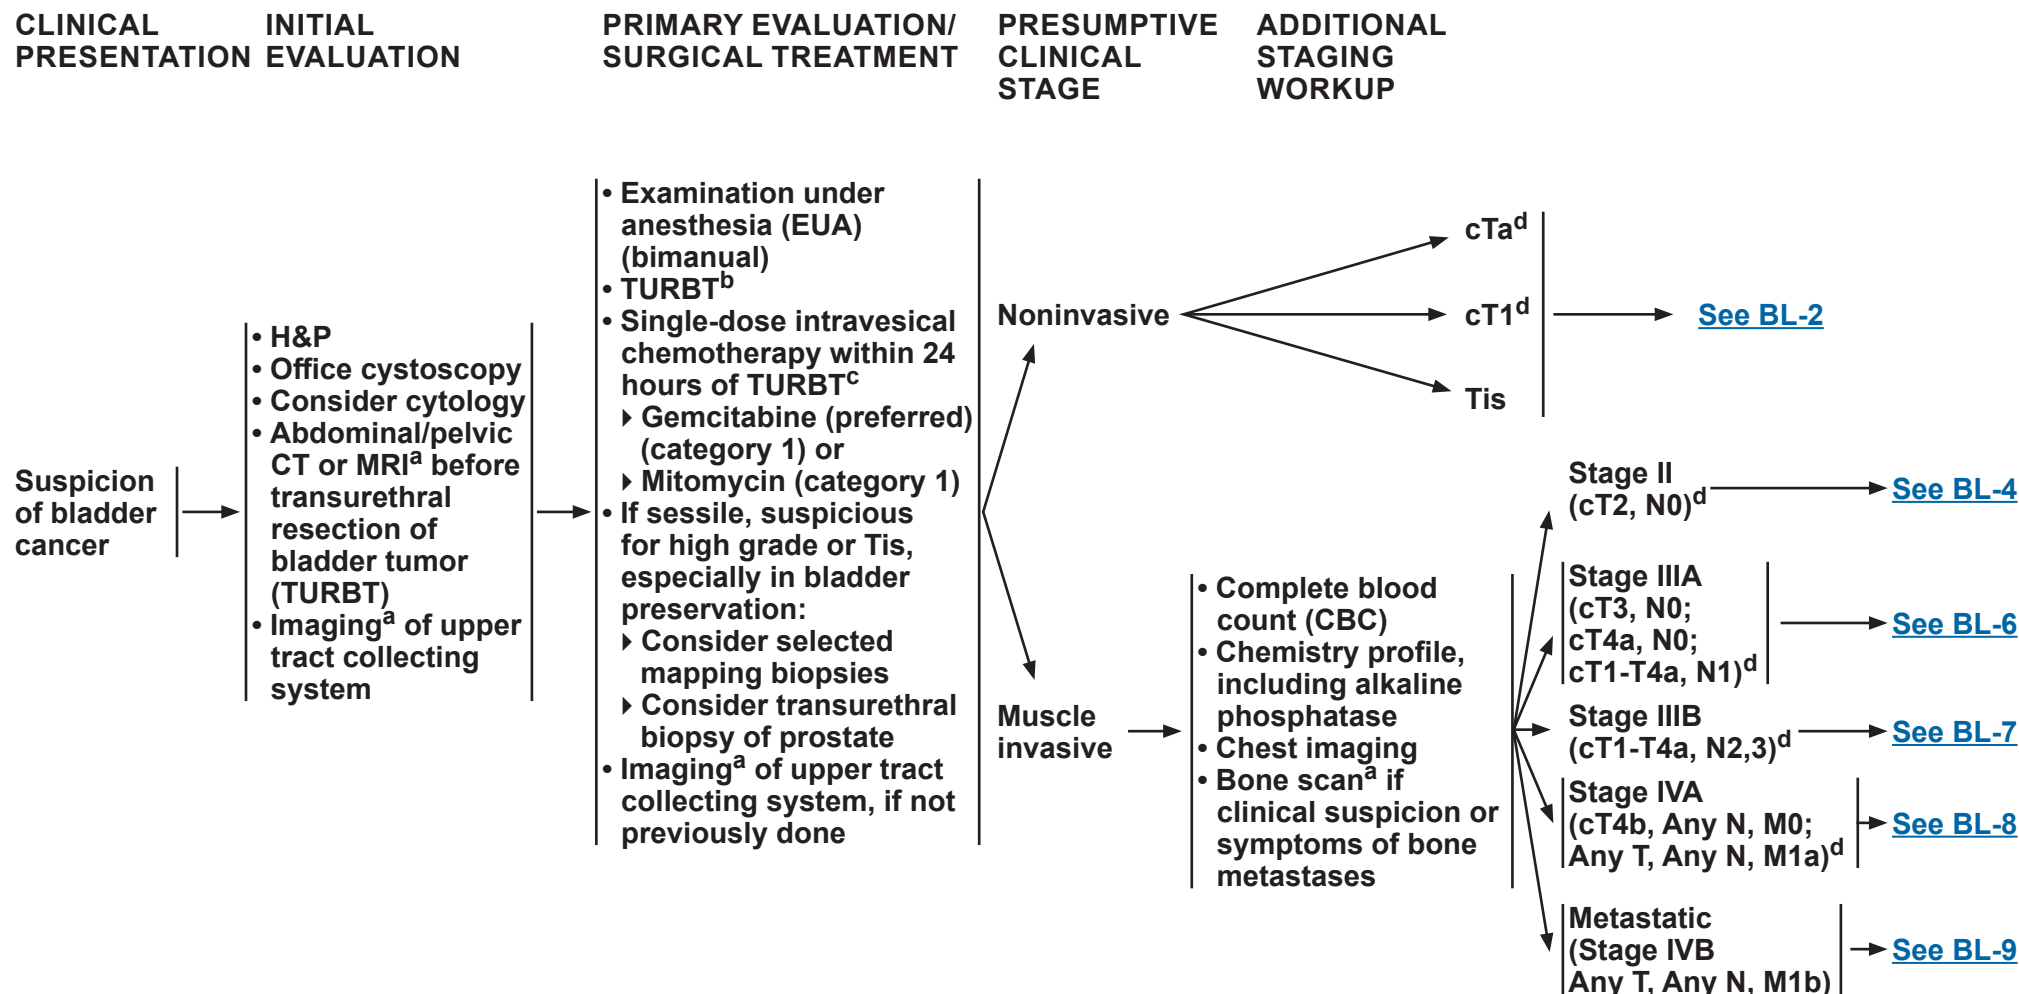 CLINICAL
PRESENTATION
INITIAL
EVALUATION
PRIMARY EVALUATION/
SURGICAL TREATMENT
PRESUMPTIVE
CLINICAL
STAGE
ADDITIONAL
STAGING
WORKUP
Suspicion
of bladder
cancer
• H&P
• Office cystoscopy
• Consider cytology
• Abdominal/pelvic
CT or MRIa before
transurethral
resection of
bladder tumor
(TURBT)
• Imaginga of upper
tract collecting
system
• Examination under
anesthesia (EUA)
(bimanual)
• TURBTb
• Single-dose intravesical
chemotherapy within 24
hours of TURBTc
▸ Gemcitabine (preferred)
(category 1) or
▸ Mitomycin (category 1)
• If sessile, suspicious
for high grade or Tis,
especially in bladder
preservation:
▸ Consider selected
mapping biopsies
▸ Consider transurethral
biopsy of prostate
• Imaginga of upper tract
collecting system, if not
previously done
Noninvasive
cTad
cT1d
Tis
See BL-2
Muscle
invasive
• Complete blood
count (CBC)
• Chemistry profile,
including alkaline
phosphatase
• Chest imaging
• Bone scana if
clinical suspicion or
symptoms of bone
metastases
Stage II
(cT2, N0)d
See BL-4
Stage IIIA
(cT3, N0;
cT4a, N0;
cT1-T4a, N1)d
See BL-6
Stage IIIB
(cT1-T4a, N2,3)d
See BL-7
Stage IVA
(cT4b, Any N, M0;
Any T, Any N, M1a)d
See BL-8
Metastatic
(Stage IVB
Any T, Any N, M1b)
See BL-9